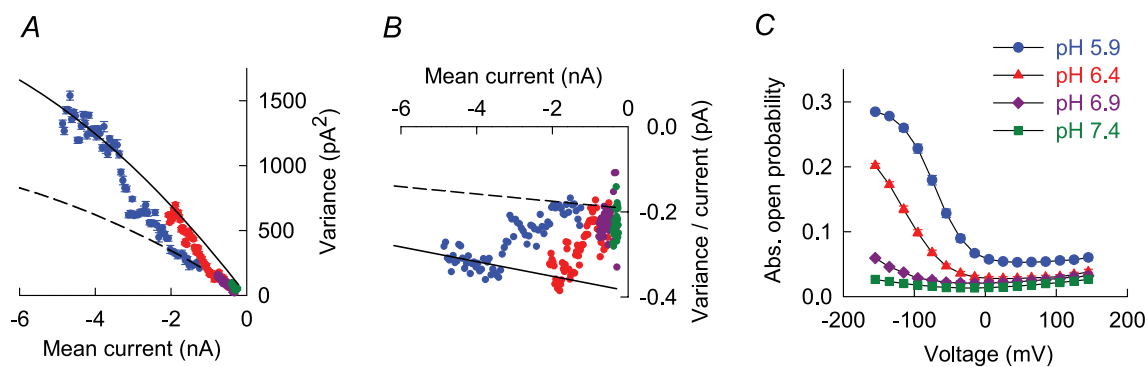 A
1500
1000
500
0
Variance (pA²)
-6
-4
-2
0
Mean current (nA)
B
Mean current (nA)
-6
-4
-2
0
0.0
-0.2
-0.4
Variance / current (pA)
C
pH 5.9
pH 6.4
pH 6.9
pH 7.4
Abs. open probability
0.3
0.2
0.1
0.0
-200
-100
0
100
200
Voltage (mV)